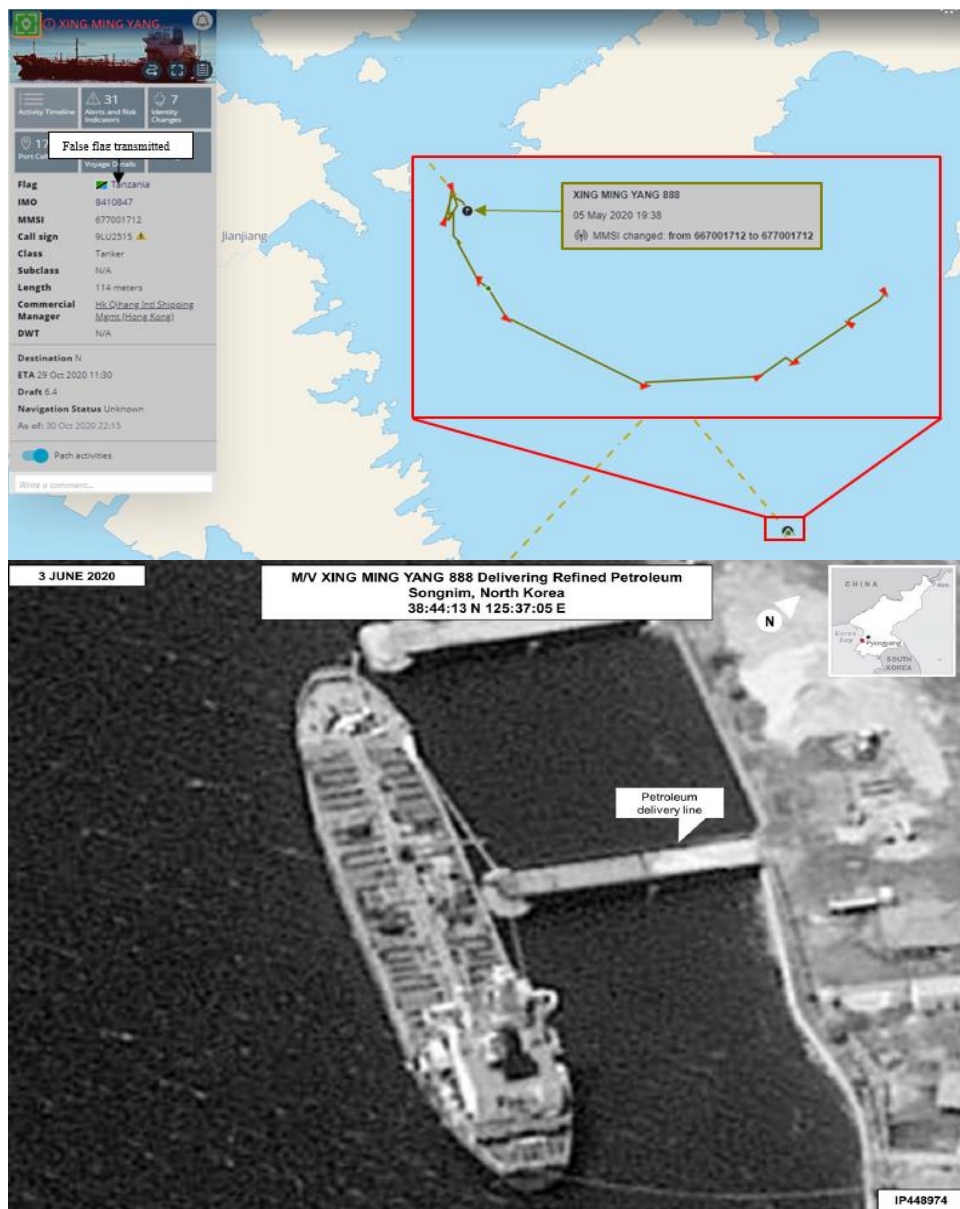 XING MING YANG...
Activity Timeline
31
Alerts and Risk
Indicators
7
Identity
Changes
17
Port Cal
Voyage Details
False flag transmitted
Flag Tanzania
IMO 8410847
MMSI 677001712
Call sign 9LU2515
Class Tanker
Subclass N/A
Length 114 meters
Commercial Hk Qihang Intl Shipping
Manager Mgmt (Hong Kong)
DWT N/A
Destination N
ETA 29 Oct 2020 11:30
Draft 6.4
Navigation Status Unknown
As of: 30 Oct 2020 22:15
Path activities
Write a comment...
Jianjiang
XING MING YANG 888
05 May 2020 19:38
MMSI changed: from 667001712 to 677001712
3 JUNE 2020
M/V XING MING YANG 888 Delivering Refined Petroleum
Songnim, North Korea
38:44:13 N 125:37:05 E
N
CHINA
Korea
Bay
Pyongyang
SOUTH
KOREA
Petroleum
delivery line
IP448974